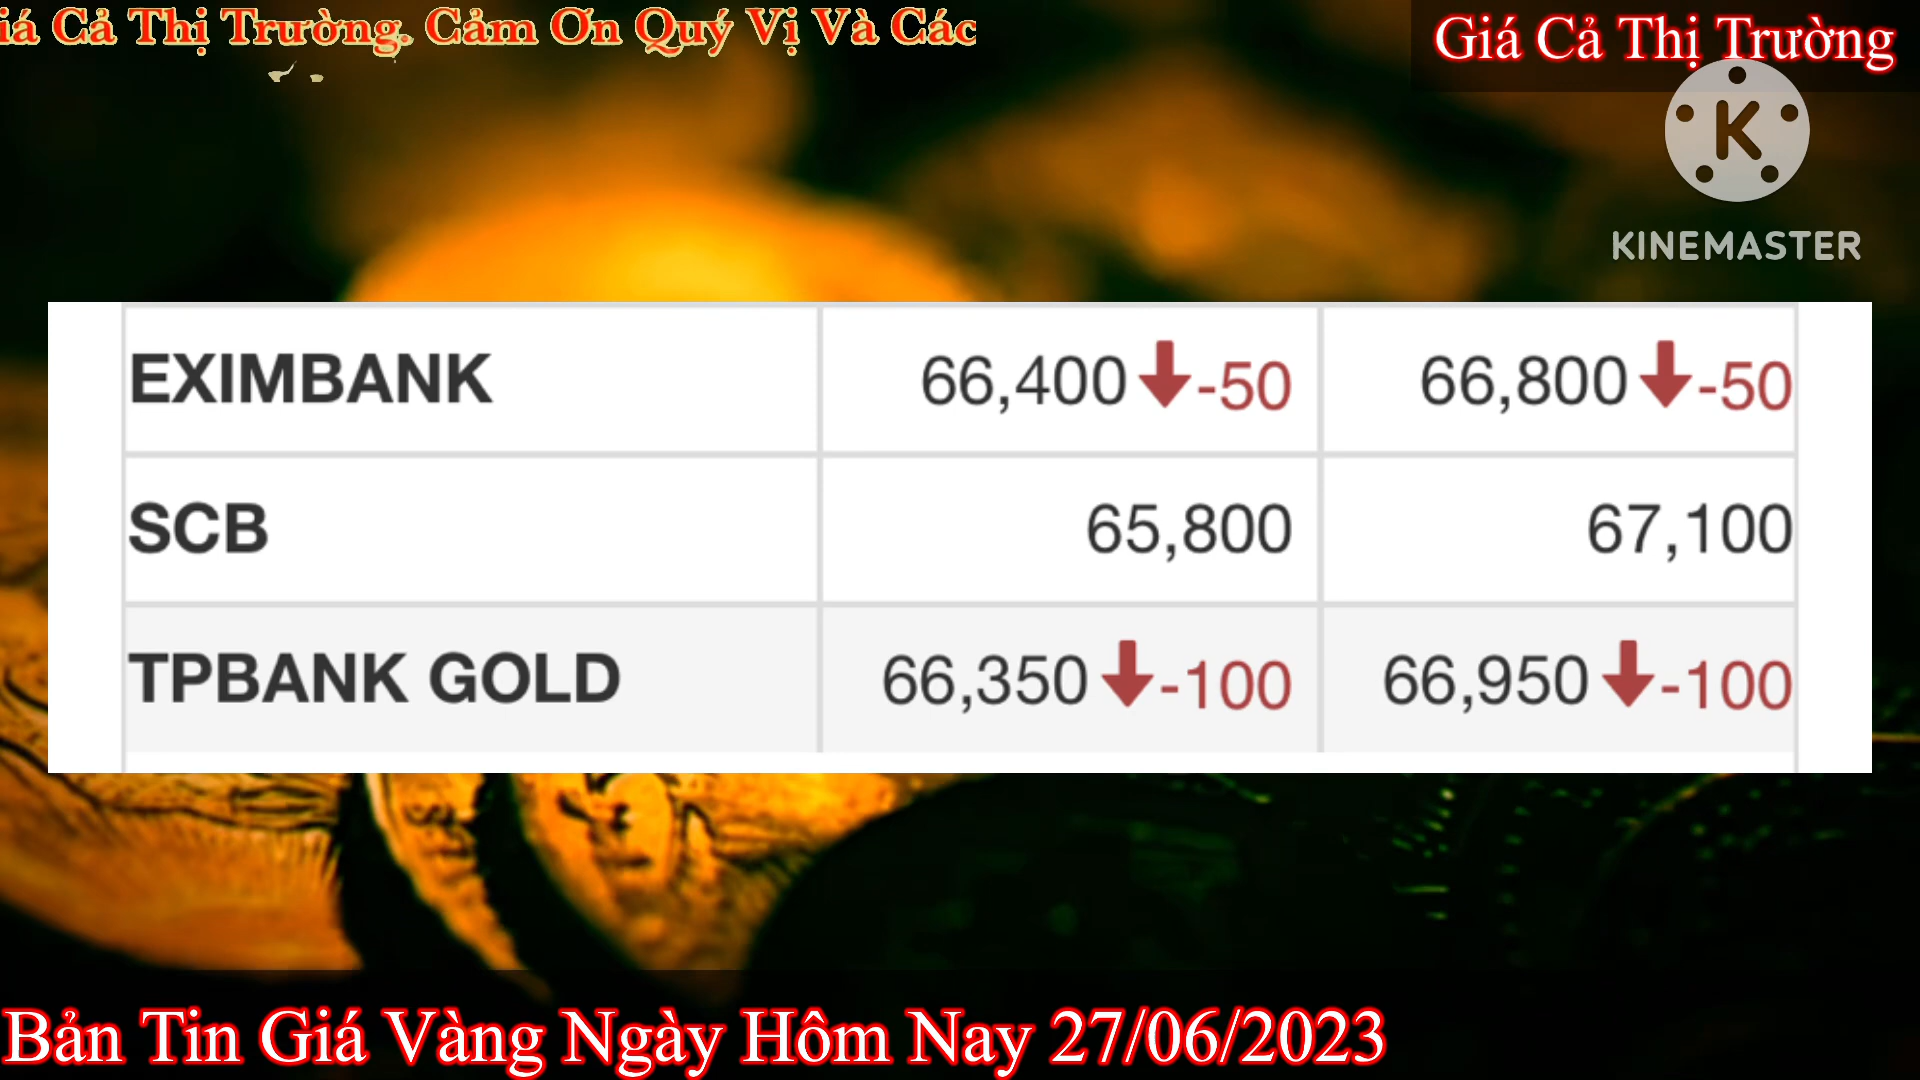 iá Cả Thị Trường. Cảm Ơn Quý Vị Và Các
Giá Cả Thị Trường
K
KINEMASTER
EXIMBANK 66,400 -50 66,800 -50
SCB 65,800 67,100
TPBANK GOLD 66,350 -100 66,950 -100
Bản Tin Giá Vàng Ngày Hôm Nay 27/06/2023